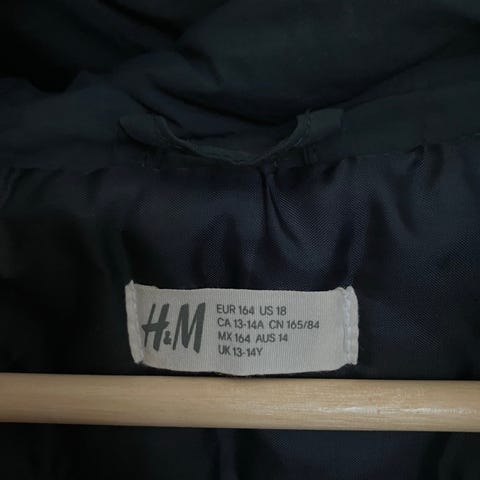 H&M
EUR 164 US 18
CA 13-14A CN 165/84
MX 164 AUS 14
UK 13-14Y